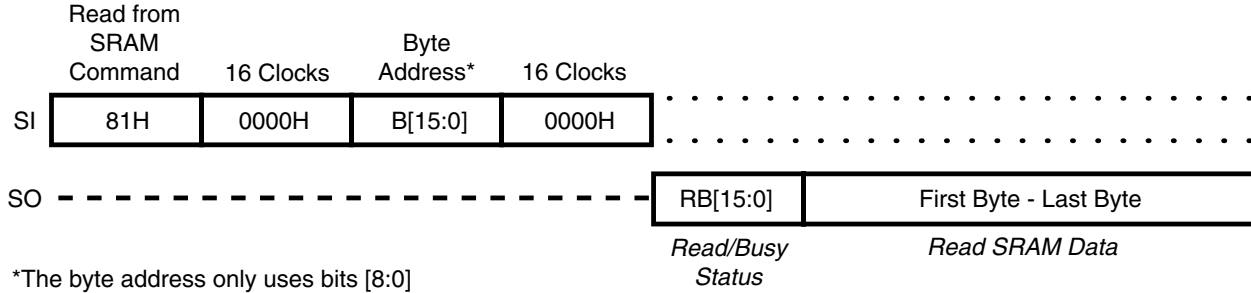 Read from
SRAM
Command
16 Clocks
Byte
Address*
16 Clocks
SI
81H
0000H
B[15:0]
0000H
SO
RB[15:0]
First Byte - Last Byte
Read/Busy
Status
Read SRAM Data
*The byte address only uses bits [8:0]